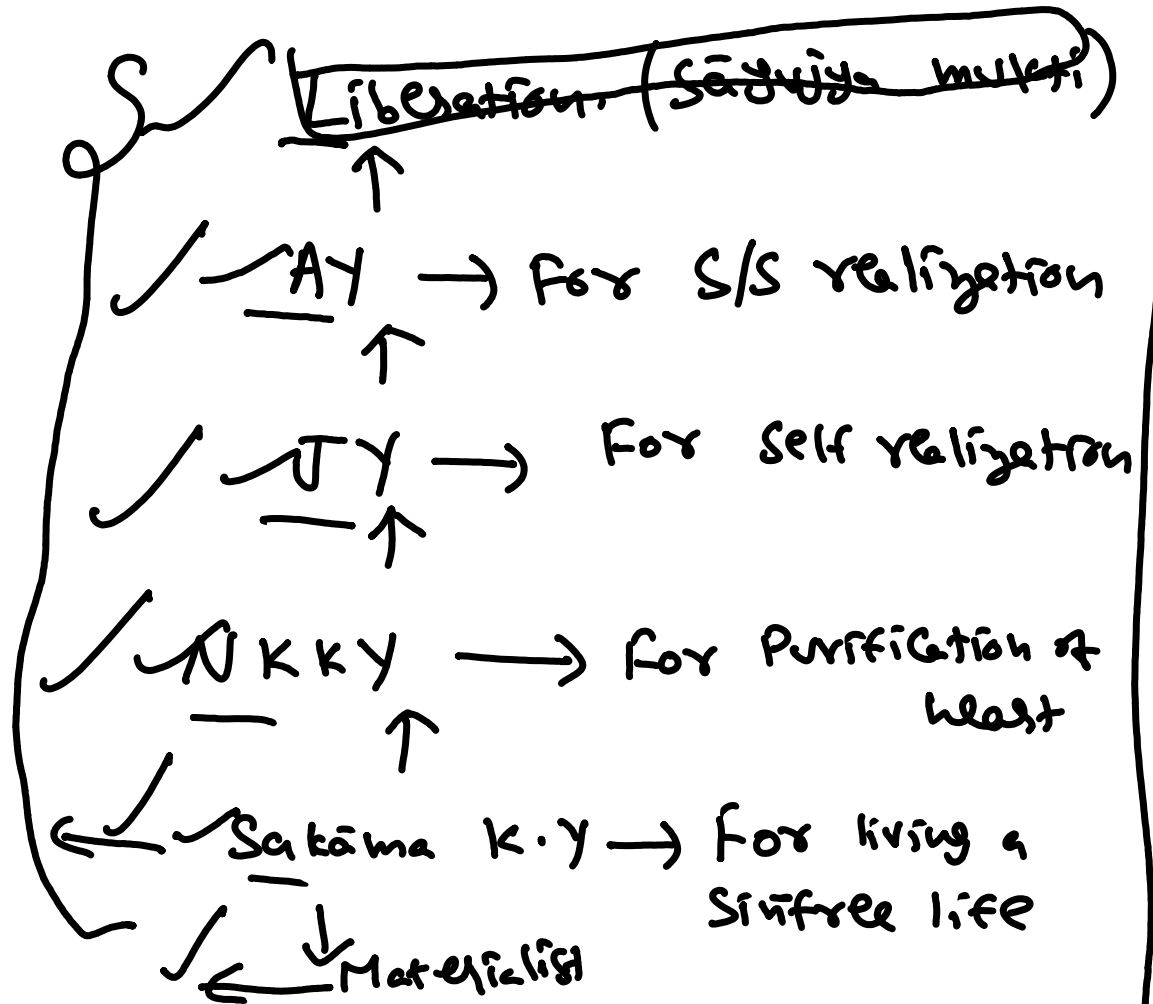 Liberation. (Sāyujya mukti)
AY → For S/S realization
JY → For Self realization
NKKY → For Purification of
heart
Sakāma K.Y → For living a
Sinfree life
Materialist